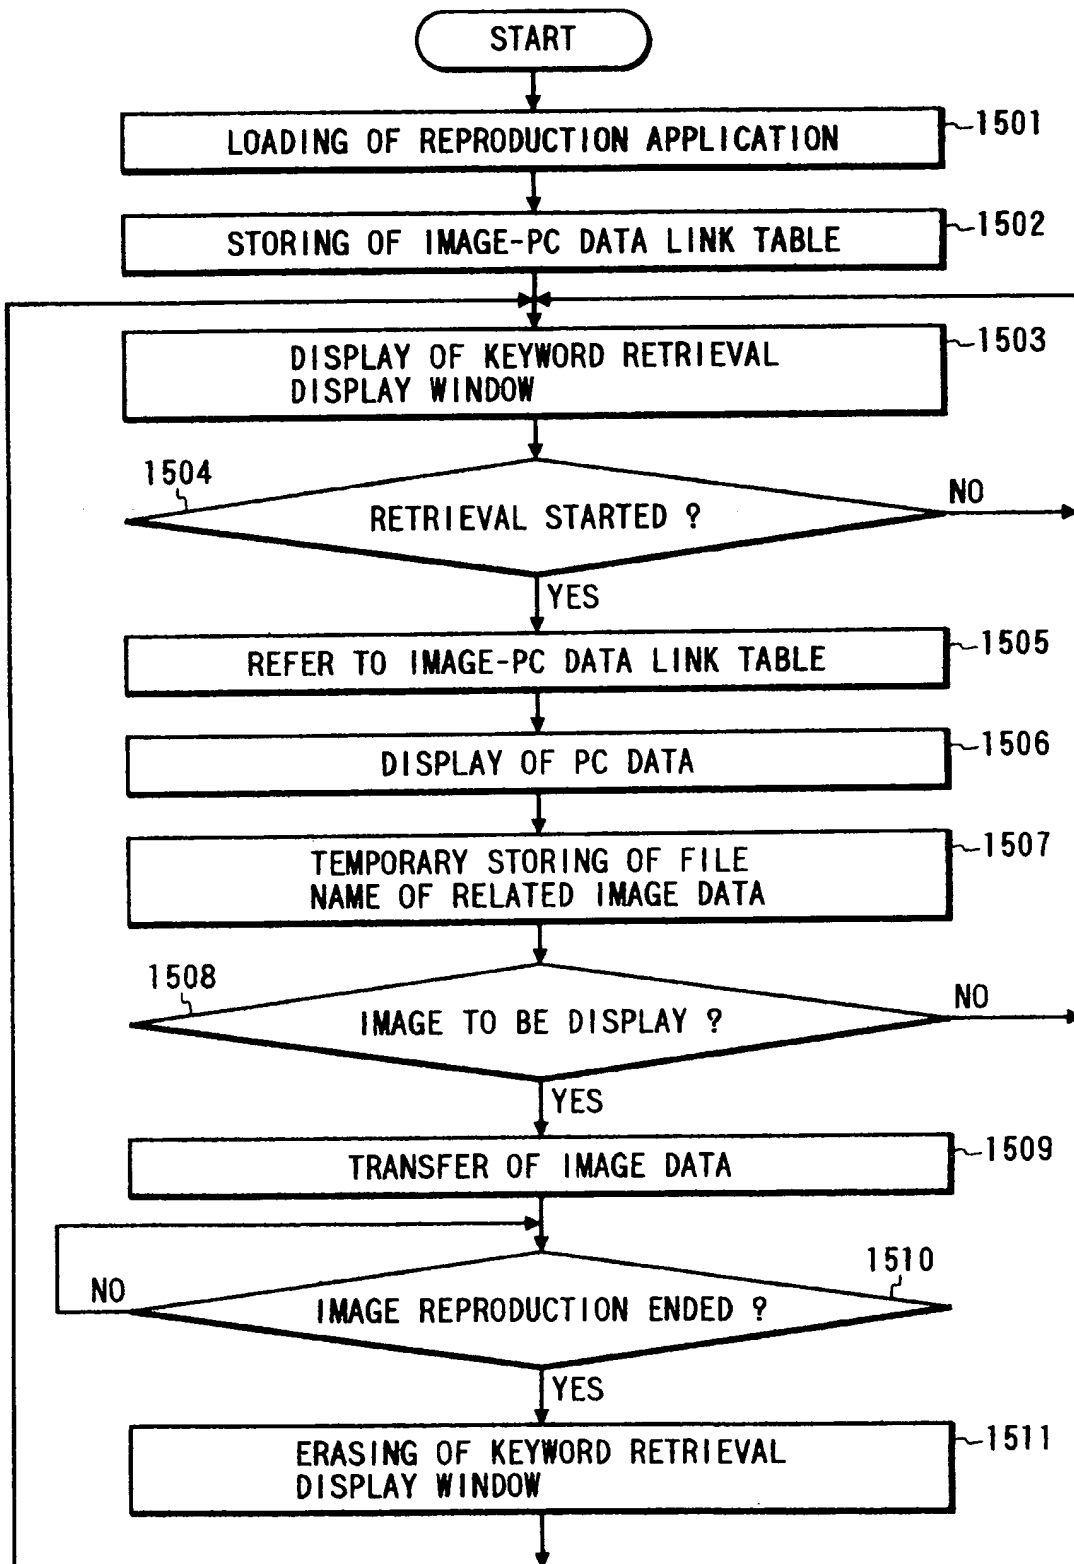 START
LOADING OF REPRODUCTION APPLICATION
1501
STORING OF IMAGE-PC DATA LINK TABLE
1502
DISPLAY OF KEYWORD RETRIEVAL
DISPLAY WINDOW
1503
1504
RETRIEVAL STARTED ?
NO
YES
REFER TO IMAGE-PC DATA LINK TABLE
1505
DISPLAY OF PC DATA
1506
TEMPORARY STORING OF FILE
NAME OF RELATED IMAGE DATA
1507
1508
IMAGE TO BE DISPLAY ?
NO
YES
TRANSFER OF IMAGE DATA
1509
1510
NO
IMAGE REPRODUCTION ENDED ?
YES
ERASING OF KEYWORD RETRIEVAL
DISPLAY WINDOW
1511